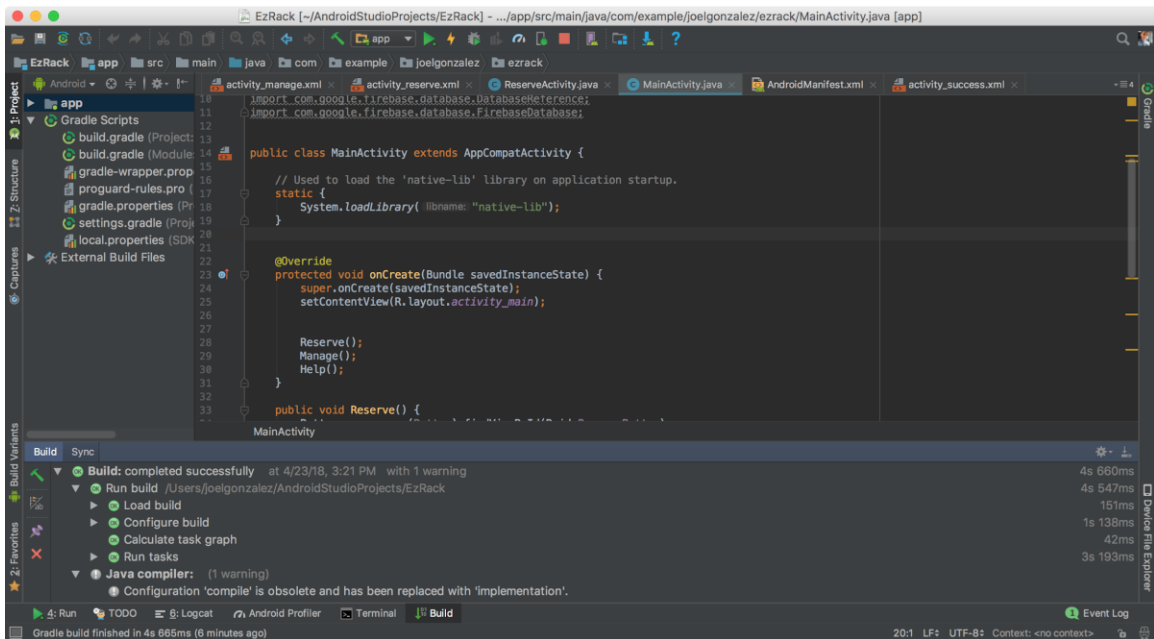 EzRack [~/AndroidStudioProjects/EzRack] - .../app/src/main/java/com/example/joelgonzalez/ezrack/MainActivity.java [app]
app
EzRack app src main java com example joelgonzalez ezrack
Android activity_manage.xml activity_reserve.xml ReserveActivity.java MainActivity.java AndroidManifest.xml activity_success.xml
1: Project
Z: Structure
Captures
Build Variants
2: Favorites
Gradle
Device File Explorer
app
Gradle Scripts
build.gradle (Project:
build.gradle (Module:
gradle-wrapper.prop
proguard-rules.pro (
gradle.properties (Pr
settings.gradle (Proj
local.properties (SDK
External Build Files
10 import com.google.firebase.database.DatabaseReference;
11 import com.google.firebase.database.FirebaseDatabase;
12
13
14 public class MainActivity extends AppCompatActivity {
15
16 // Used to load the 'native-lib' library on application startup.
17 static {
18 System.loadLibrary( libname: "native-lib");
19 }
20
21
22 @Override
23 protected void onCreate(Bundle savedInstanceState) {
24 super.onCreate(savedInstanceState);
25 setContentView(R.layout.activity_main);
26
27
28 Reserve();
29 Manage();
30 Help();
31 }
32
33 public void Reserve() {
MainActivity
Build Sync
Build: completed successfully at 4/23/18, 3:21 PM with 1 warning 4s 660ms
Run build /Users/joelgonzalez/AndroidStudioProjects/EzRack 4s 547ms
Load build 151ms
Configure build 1s 138ms
Calculate task graph 42ms
Run tasks 3s 193ms
Java compiler: (1 warning)
Configuration 'compile' is obsolete and has been replaced with 'implementation'.
4: Run TODO 6: Logcat Android Profiler Terminal Build 1 Event Log
Gradle build finished in 4s 665ms (6 minutes ago) 20:1 LF UTF-8 Context: <no context>